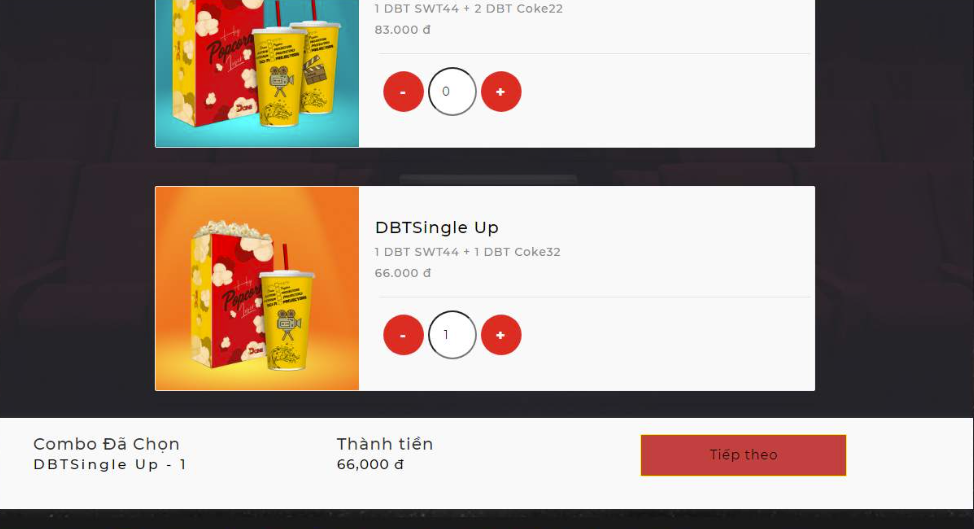 1 DBT SWT44 + 2 DBT Coke22
83.000 đ
- 0 +
DBTSingle Up
1 DBT SWT44 + 1 DBT Coke32
66.000 đ
Popcorn
- 1 +
Combo Đã Chọn
DBTSingle Up - 1
Thành tiền
66,000 đ
Tiếp theo